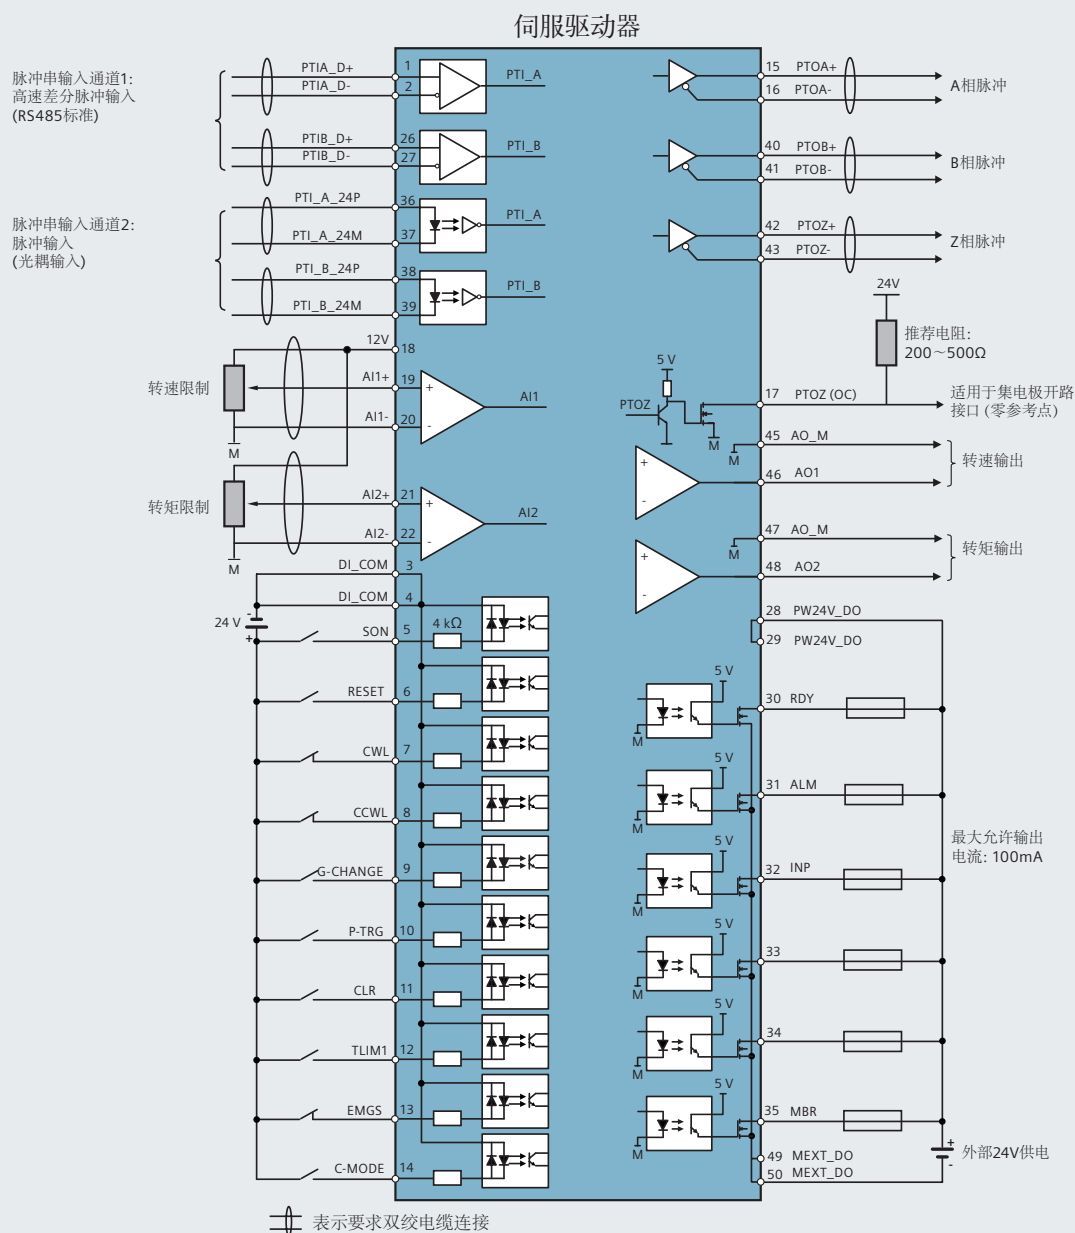 伺服驱动器
脉冲串输入通道1:
高速差分脉冲输入
(RS485标准)
PTIA_D+
1
PTIA_D-
2
PTI_A
PTIB_D+
26
PTIB_D-
27
PTI_B
脉冲串输入通道2:
脉冲输入
(光耦输入)
PTI_A_24P
36
PTI_A_24M
37
PTI_A
PTI_B_24P
38
PTI_B_24M
39
PTI_B
12V
18
转速限制
AI1+
19
AI1-
20
AI1
M
转矩限制
AI2+
21
AI2-
22
AI2
M
DI_COM
3
DI_COM
4
24 V
-
+
SON
5
4 kΩ
RESET
6
CWL
7
CCWL
8
G-CHANGE
9
P-TRG
10
CLR
11
TLIM1
12
EMGS
13
C-MODE
14
15
PTOA+
16
PTOA-
A相脉冲
40
PTOB+
41
PTOB-
B相脉冲
42
PTOZ+
43
PTOZ-
Z相脉冲
24V
推荐电阻:
200～500Ω
5 V
PTOZ
M
17
PTOZ (OC)
适用于集电极开路
接口 (零参考点)
45
AO_M
M
46
AO1
转速输出
47
AO_M
M
48
AO2
转矩输出
28
PW24V_DO
29
PW24V_DO
5 V
M
30
RDY
5 V
M
31
ALM
最大允许输出
电流: 100mA
5 V
M
32
INP
5 V
M
33
5 V
M
34
5 V
M
35
MBR
49
MEXT_DO
50
MEXT_DO
+
-
外部24V供电
表示要求双绞电缆连接